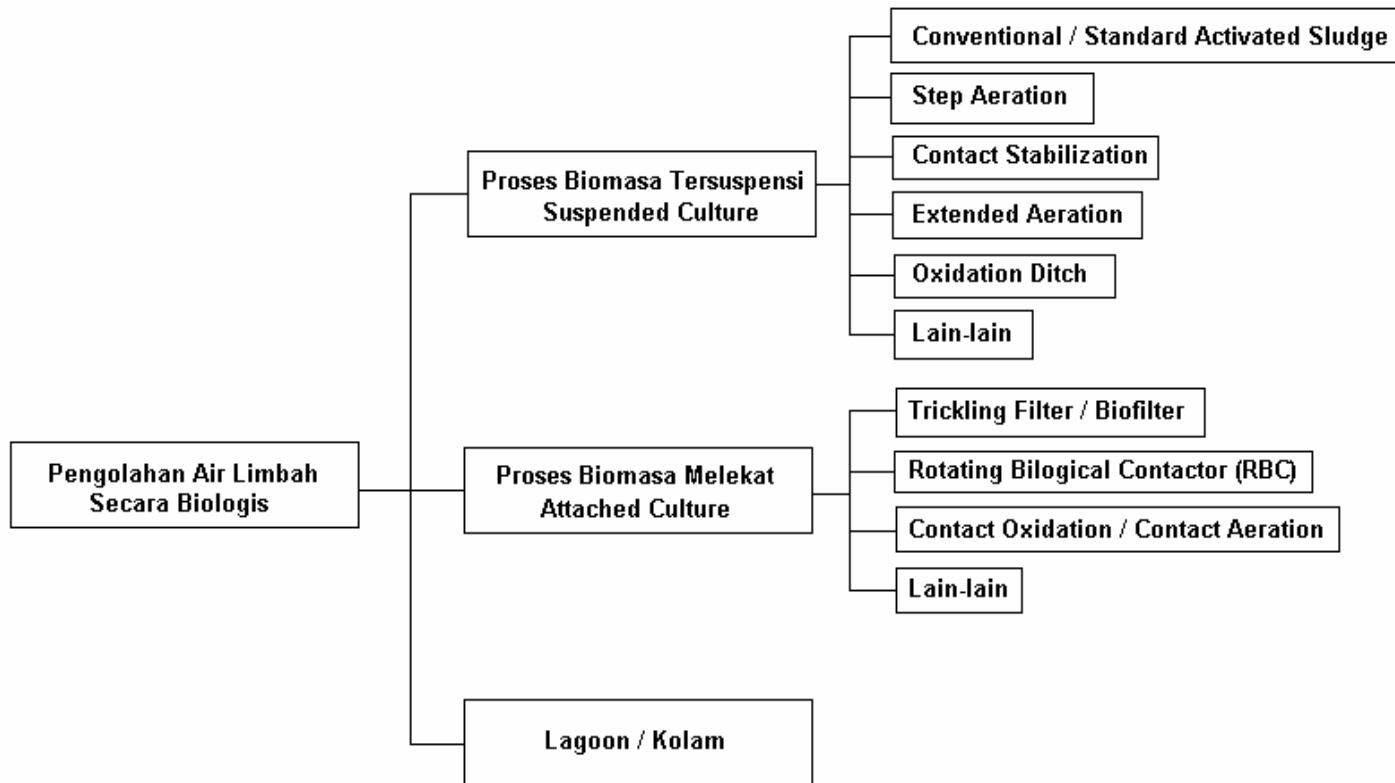 Pengolahan Air Limbah
Secara Biologis
Proses Biomasa Tersuspensi
Suspended Culture
Conventional / Standard Activated Sludge
Step Aeration
Contact Stabilization
Extended Aeration
Oxidation Ditch
Lain-lain
Proses Biomasa Melekat
Attached Culture
Trickling Filter / Biofilter
Rotating Bilogical Contactor (RBC)
Contact Oxidation / Contact Aeration
Lain-lain
Lagoon / Kolam